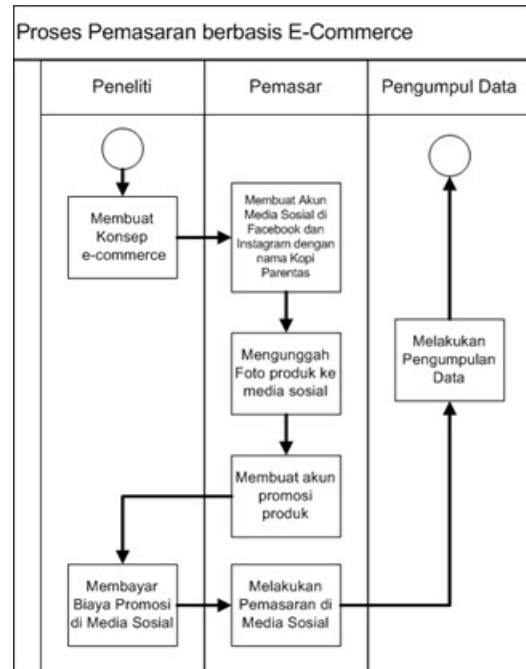 Proses Pemasaran berbasis E-Commerce
Peneliti
Pemasar
Pengumpul Data
Membuat
Konsep
e-commerce
Membuat Akun
Media Sosial di
Facebook dan
Instagram dengan
nama Kopi
Parentas
Mengunggah
Foto produk ke
media sosial
Melakukan
Pengumpulan
Data
Membuat akun
promosi
produk
Membayar
Biaya Promosi
di Media Sosial
Melakukan
Pemasaran di
Media Sosial